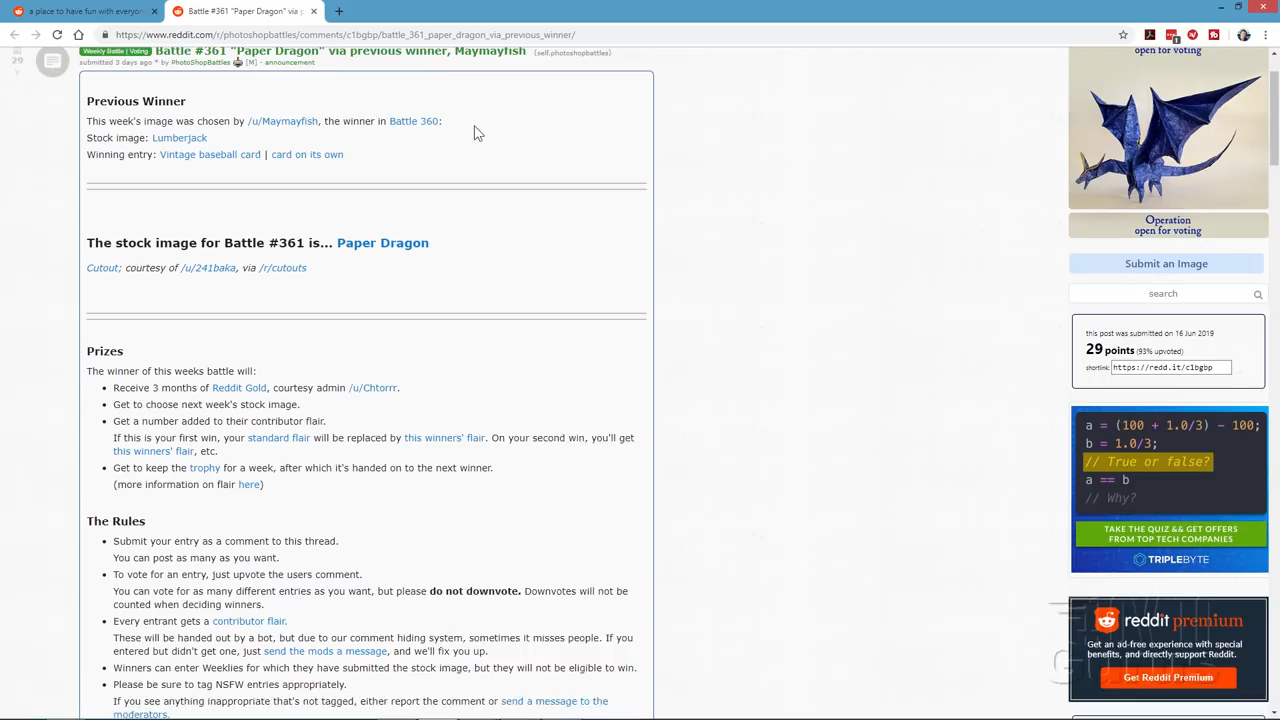 a place to have fun with everyon
Battle #361 "Paper Dragon" via p
https://www.reddit.com/r/photoshopbattles/comments/c1bgbp/battle_361_paper_dragon_via_previous_winner/
Weekly Battle | Voting Battle #361 "Paper Dragon" via previous winner, Maymayfish (self.photoshopbattles)
29
submitted 3 days ago * by PhotoShopBattles [M] - announcement
Previous Winner
This week's image was chosen by /u/Maymayfish, the winner in Battle 360:
Stock image: Lumberjack
Winning entry: Vintage baseball card | card on its own
The stock image for Battle #361 is... Paper Dragon
Cutout; courtesy of /u/241baka, via /r/cutouts
Prizes
The winner of this weeks battle will:
Receive 3 months of Reddit Gold, courtesy admin /u/Chtorrr.
Get to choose next week's stock image.
Get a number added to their contributor flair.
If this is your first win, your standard flair will be replaced by this winners' flair. On your second win, you'll get
this winners' flair, etc.
Get to keep the trophy for a week, after which it's handed on to the next winner.
(more information on flair here)
The Rules
Submit your entry as a comment to this thread.
You can post as many as you want.
To vote for an entry, just upvote the users comment.
You can vote for as many different entries as you want, but please do not downvote. Downvotes will not be
counted when deciding winners.
Every entrant gets a contributor flair.
These will be handed out by a bot, but due to our comment hiding system, sometimes it misses people. If you
entered but didn't get one, just send the mods a message, and we'll fix you up.
Winners can enter Weeklies for which they have submitted the stock image, but they will not be eligible to win.
Please be sure to tag NSFW entries appropriately.
If you see anything inappropriate that's not tagged, either report the comment or send a message to the
moderators.
open for voting
Operation
open for voting
Submit an Image
search
this post was submitted on 16 Jun 2019
29 points (93% upvoted)
shortlink: https://redd.it/c1bgbp
a = (100 + 1.0/3) - 100;
b = 1.0/3;
// True or false?
a == b
// Why?
TAKE THE QUIZ && GET OFFERS
FROM TOP TECH COMPANIES
TRIPLEBYTE
reddit premium
Get an ad-free experience with special
benefits, and directly support Reddit.
Get Reddit Premium